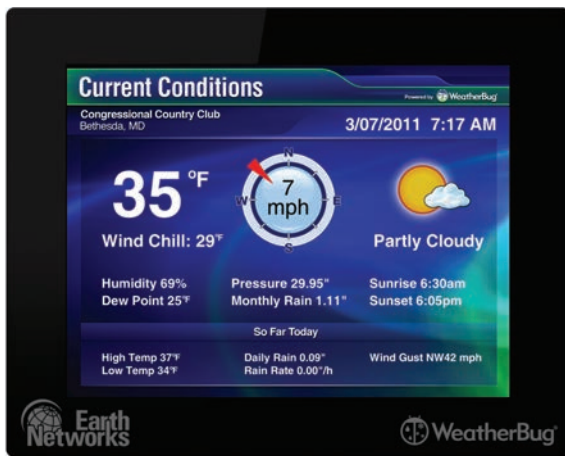 Current Conditions
Powered by WeatherBug
Congressional Country Club
Bethesda, MD
3/07/2011 7:17 AM
35 °F
Wind Chill: 29°F
N
W
E
S
7
mph
Partly Cloudy
Humidity 69%
Dew Point 25°F
Pressure 29.95"
Monthly Rain 1.11"
Sunrise 6:30am
Sunset 6:05pm
So Far Today
High Temp 37°F
Low Temp 34°F
Daily Rain 0.09"
Rain Rate 0.00"/h
Wind Gust NW42 mph
Earth
Networks
WeatherBug®